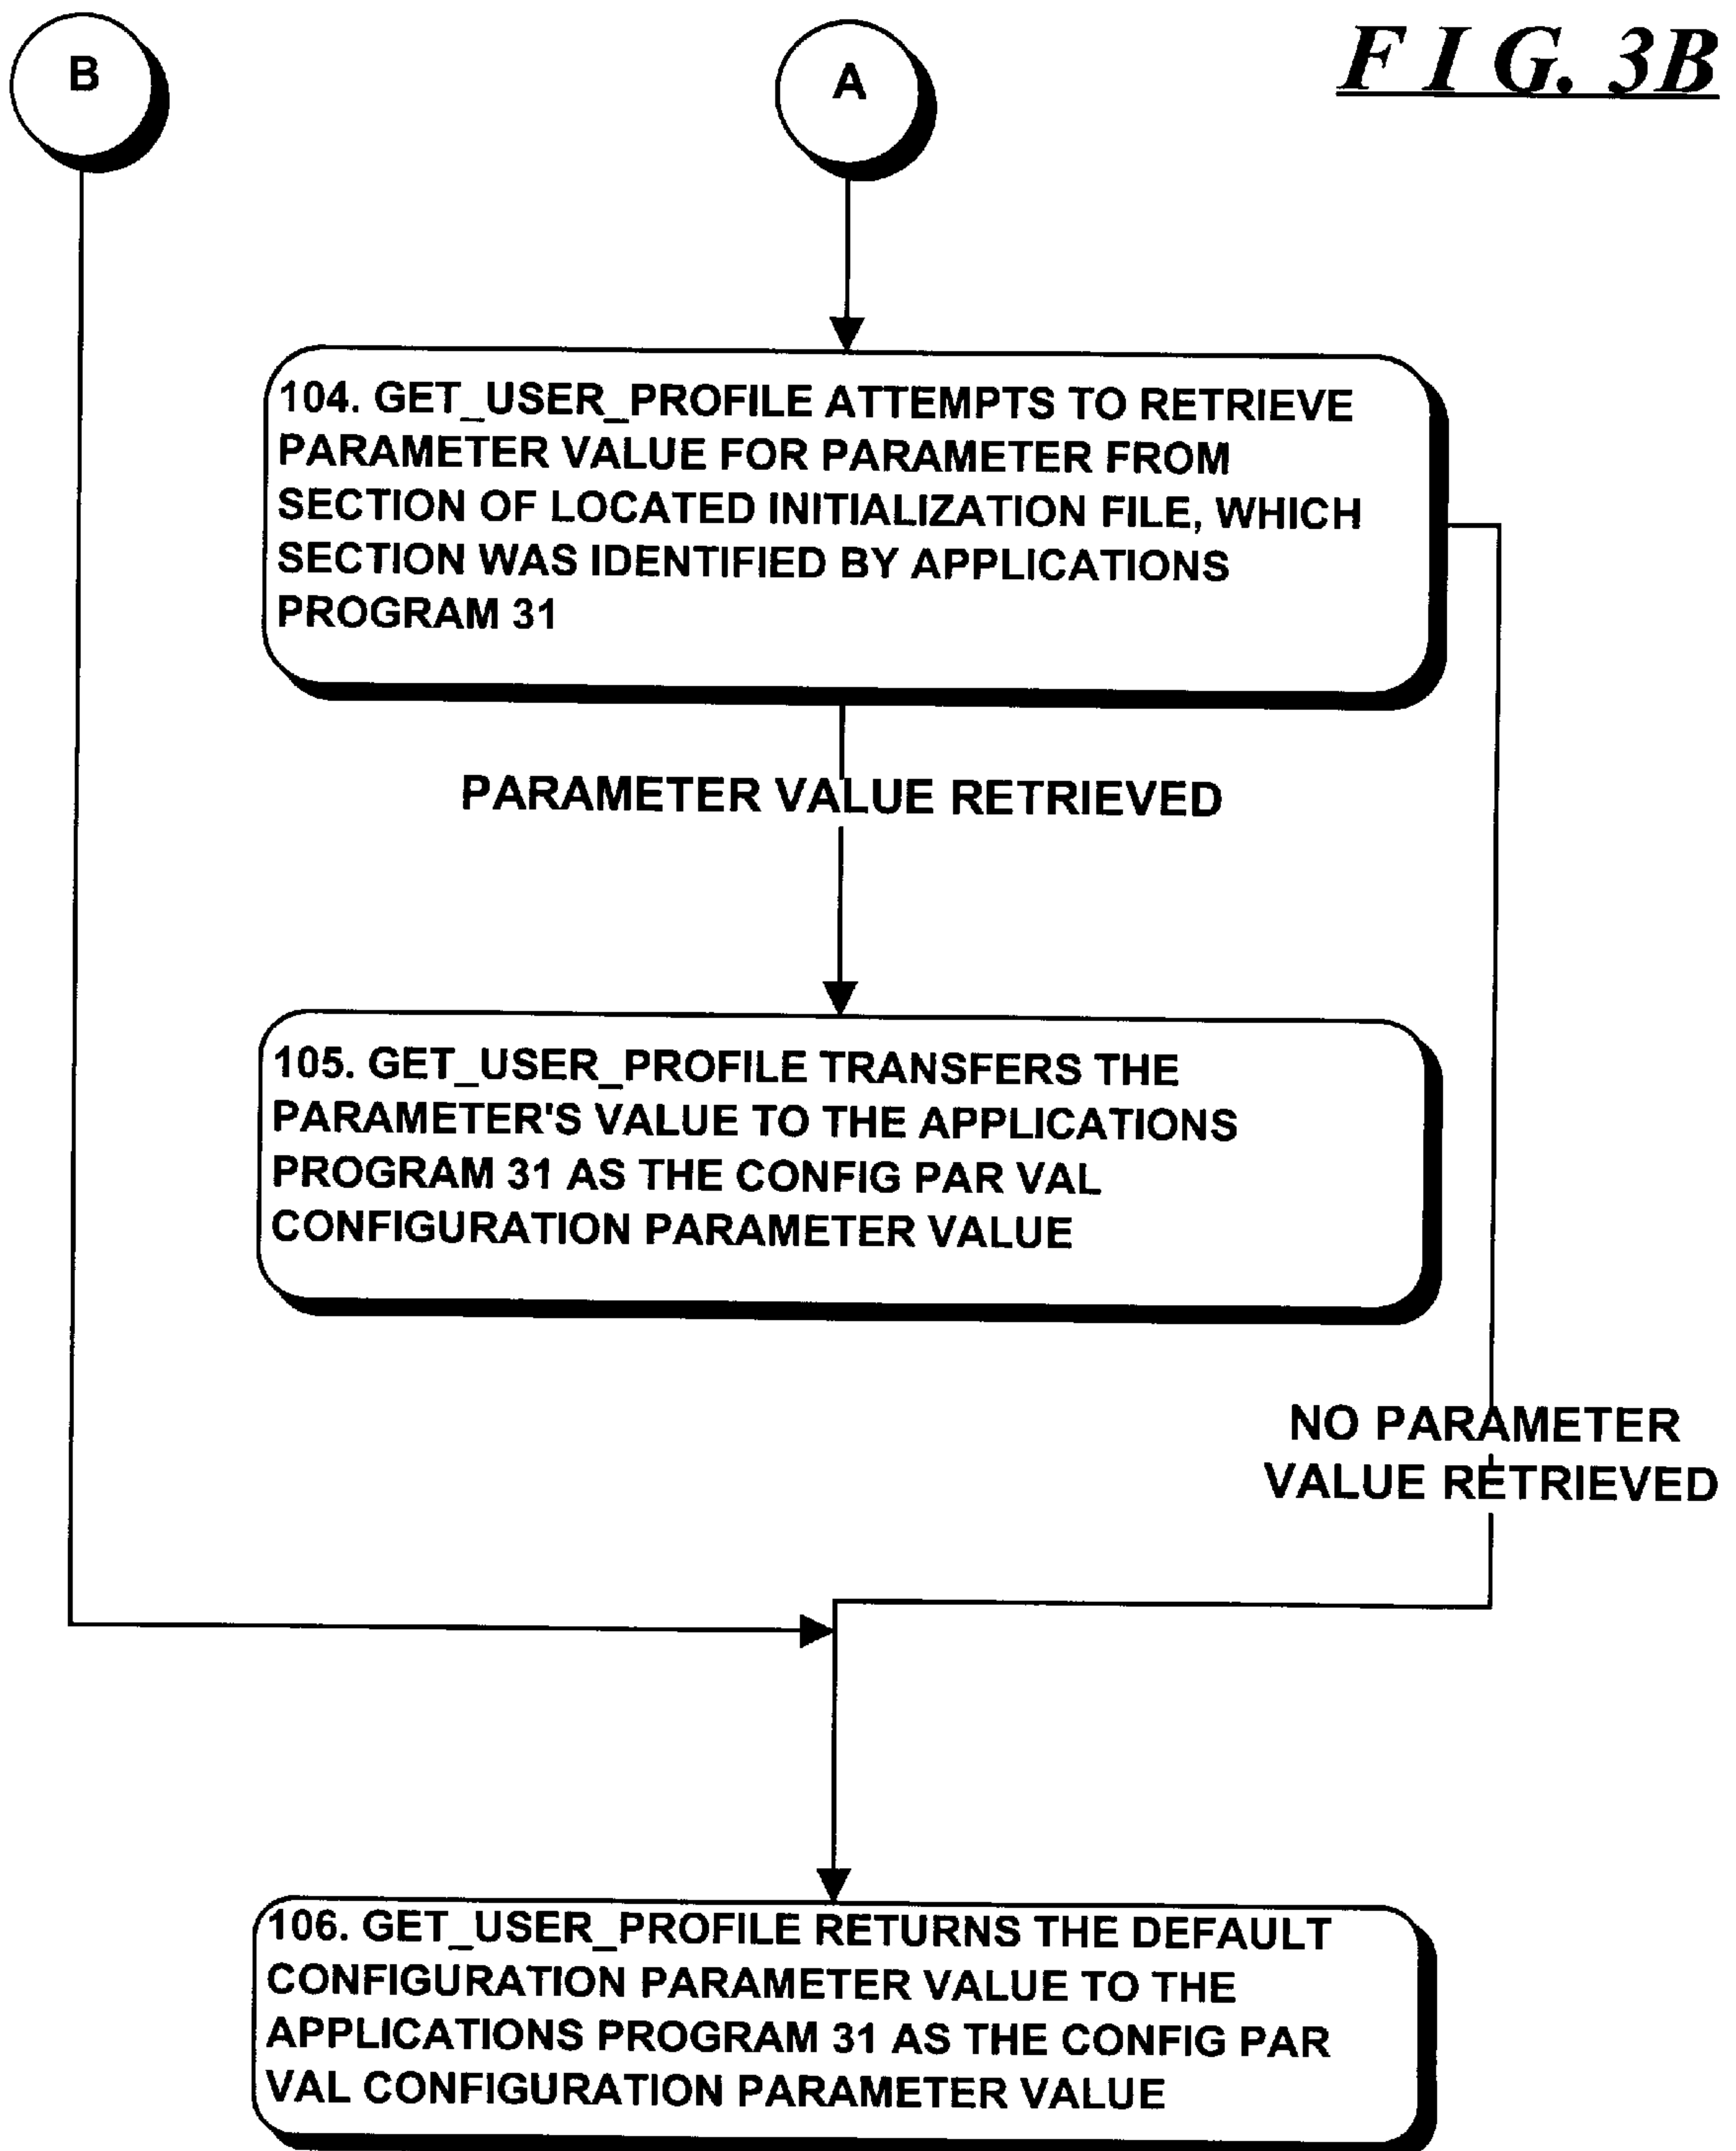 B
A
F I G. 3B
104. GET_USER_PROFILE ATTEMPTS TO RETRIEVE
PARAMETER VALUE FOR PARAMETER FROM
SECTION OF LOCATED INITIALIZATION FILE, WHICH
SECTION WAS IDENTIFIED BY APPLICATIONS
PROGRAM 31
PARAMETER VALUE RETRIEVED
105. GET_USER_PROFILE TRANSFERS THE
PARAMETER'S VALUE TO THE APPLICATIONS
PROGRAM 31 AS THE CONFIG PAR VAL
CONFIGURATION PARAMETER VALUE
NO PARAMETER
VALUE RETRIEVED
106. GET_USER_PROFILE RETURNS THE DEFAULT
CONFIGURATION PARAMETER VALUE TO THE
APPLICATIONS PROGRAM 31 AS THE CONFIG PAR
VAL CONFIGURATION PARAMETER VALUE